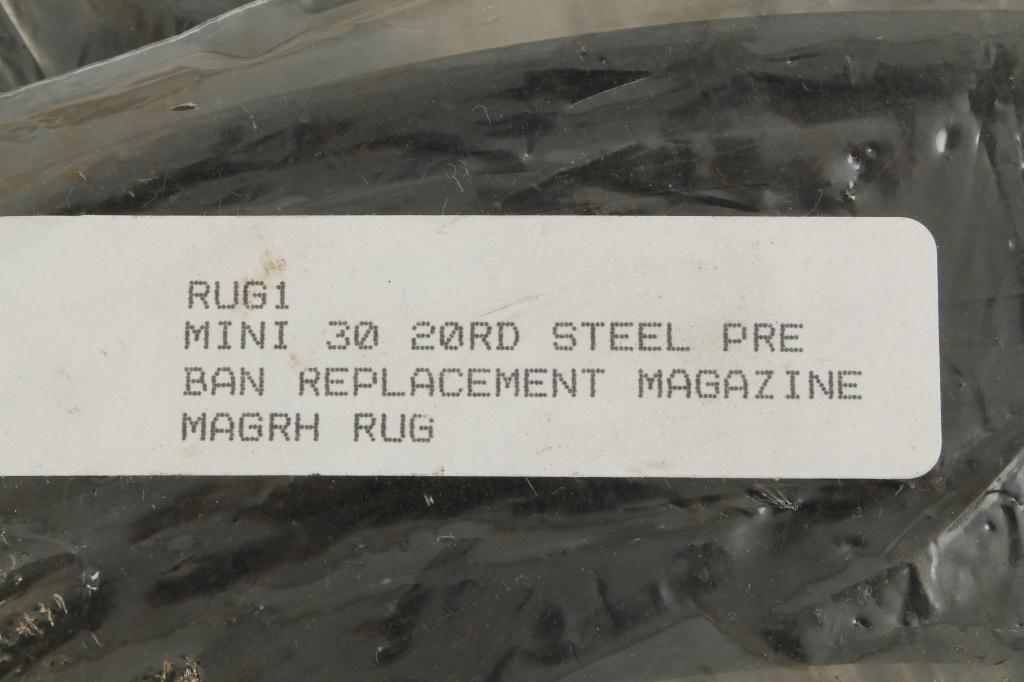 RUG1
MINI 30 20RD STEEL PRE
BAN REPLACEMENT MAGAZINE
MAGRH RUG